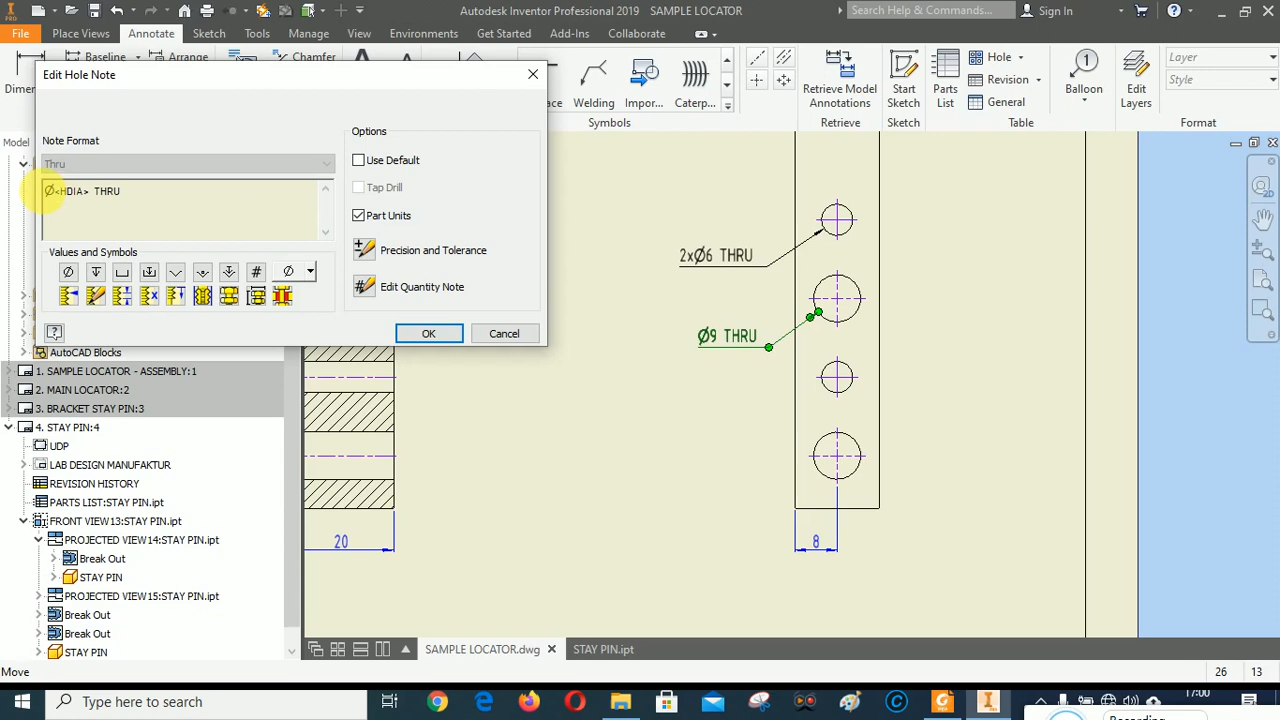 PRO
Autodesk Inventor Professional 2019 SAMPLE LOCATOR
Search Help & Commands...
Sign In
File Place Views Annotate Sketch Tools Manage View Environments Get Started Add-Ins Collaborate
Baseline Arrange Chamfer
Welding Impor... Caterp...
Symbols
Retrieve Model Annotations
Retrieve
Start Sketch
Sketch
Parts List
Hole
Revision
General
Table
1
Balloon
Edit Layers
Layer
Style
Format
Model
Edit Hole Note
Note Format
Thru
Ø<HDIA> THRU
Values and Symbols
Options
Use Default
Tap Drill
Part Units
Precision and Tolerance
Edit Quantity Note
OK
Cancel
AutoCAD Blocks
1. SAMPLE LOCATOR - ASSEMBLY:1
2. MAIN LOCATOR:2
3. BRACKET STAY PIN:3
4. STAY PIN:4
UDP
LAB DESIGN MANUFAKTUR
REVISION HISTORY
PARTS LIST:STAY PIN.ipt
FRONT VIEW13:STAY PIN.ipt
PROJECTED VIEW14:STAY PIN.ipt
Break Out
STAY PIN
PROJECTED VIEW15:STAY PIN.ipt
Break Out
Break Out
STAY PIN
2xØ6 THRU
Ø9 THRU
20
8
SAMPLE LOCATOR.dwg
STAY PIN.ipt
Move
26 13
Type here to search
17:00